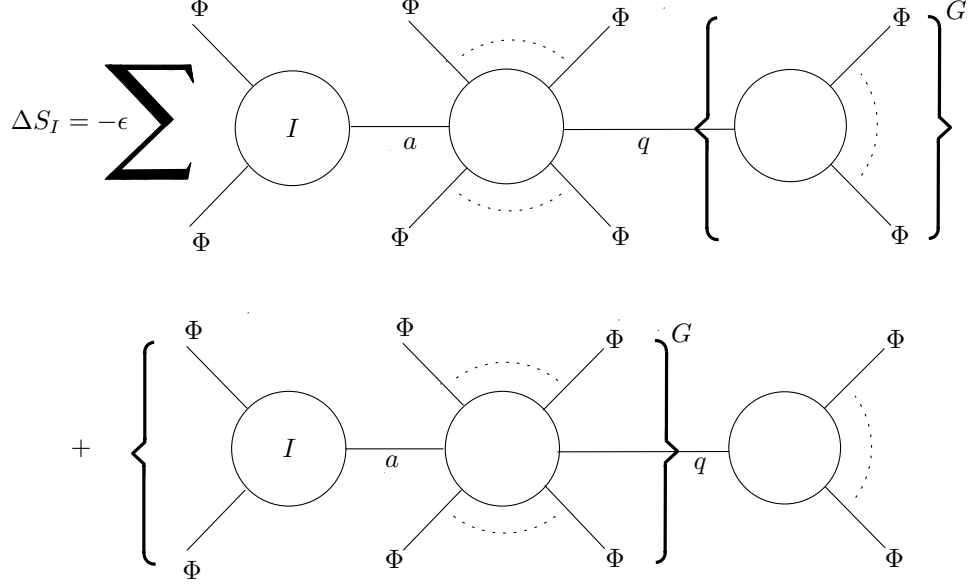 Φ Φ Φ Φ G
ΔS_I = −ϵ ∑ I a q
Φ Φ Φ Φ
Φ Φ Φ G Φ
+ I a q
Φ Φ Φ Φ